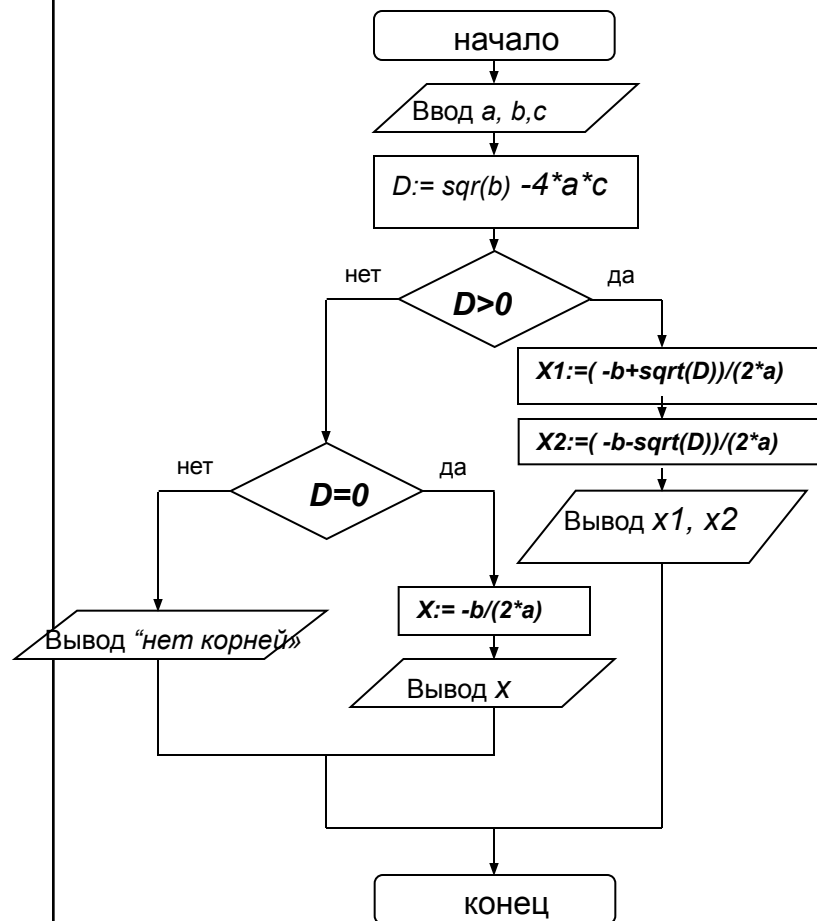 начало
Ввод a, b,c
D:= sqr(b) -4*a*c
нет
да
D>0
X1:=( -b+sqrt(D))/(2*a)
X2:=( -b-sqrt(D))/(2*a)
нет
да
D=0
Вывод x1, x2
X:= -b/(2*a)
Вывод “нет корней»
Вывод x
конец